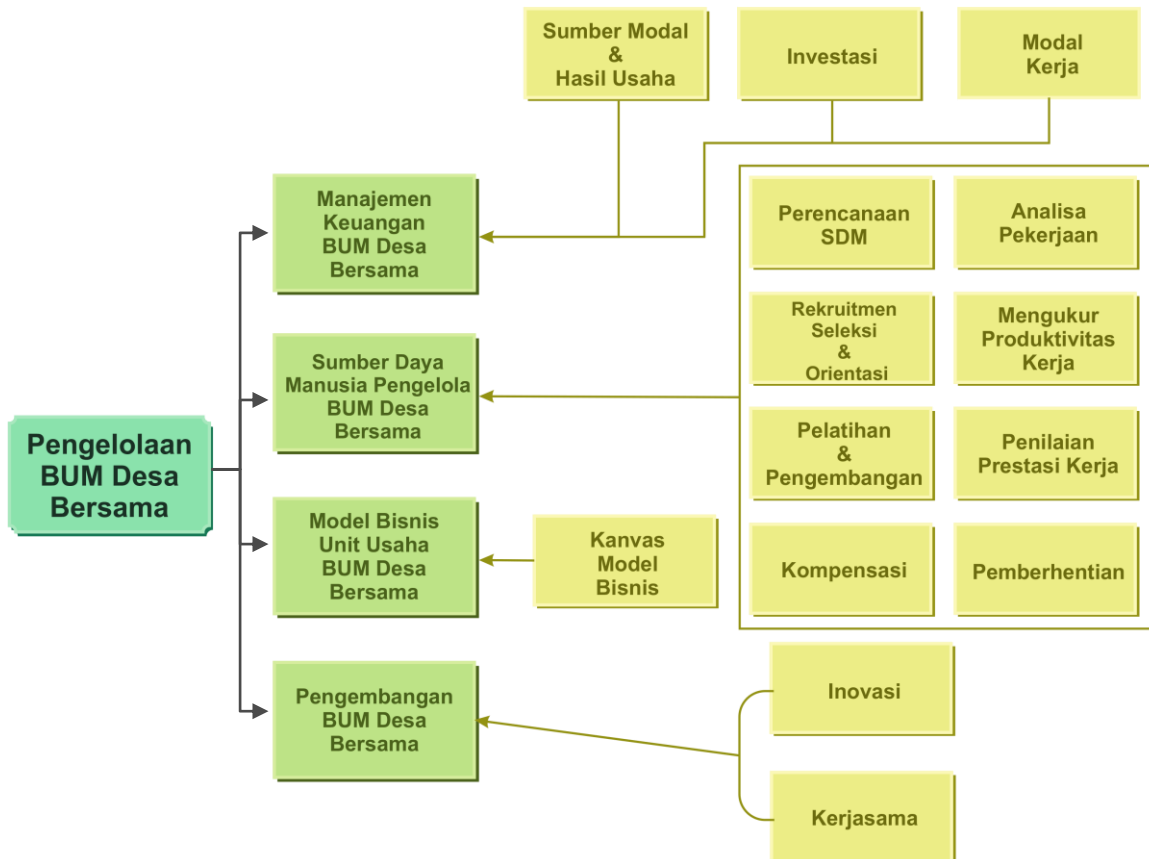 Sumber Modal
&
Hasil Usaha
Investasi
Modal
Kerja
Manajemen
Keuangan
BUM Desa
Bersama
Perencanaan
SDM
Analisa
Pekerjaan
Rekruitmen
Seleksi
&
Orientasi
Mengukur
Produktivitas
Kerja
Sumber Daya
Manusia Pengelola
BUM Desa
Bersama
Pengelolaan
BUM Desa
Bersama
Pelatihan
&
Pengembangan
Penilaian
Prestasi Kerja
Model Bisnis
Unit Usaha
BUM Desa
Bersama
Kanvas
Model
Bisnis
Kompensasi
Pemberhentian
Pengembangan
BUM Desa
Bersama
Inovasi
Kerjasama